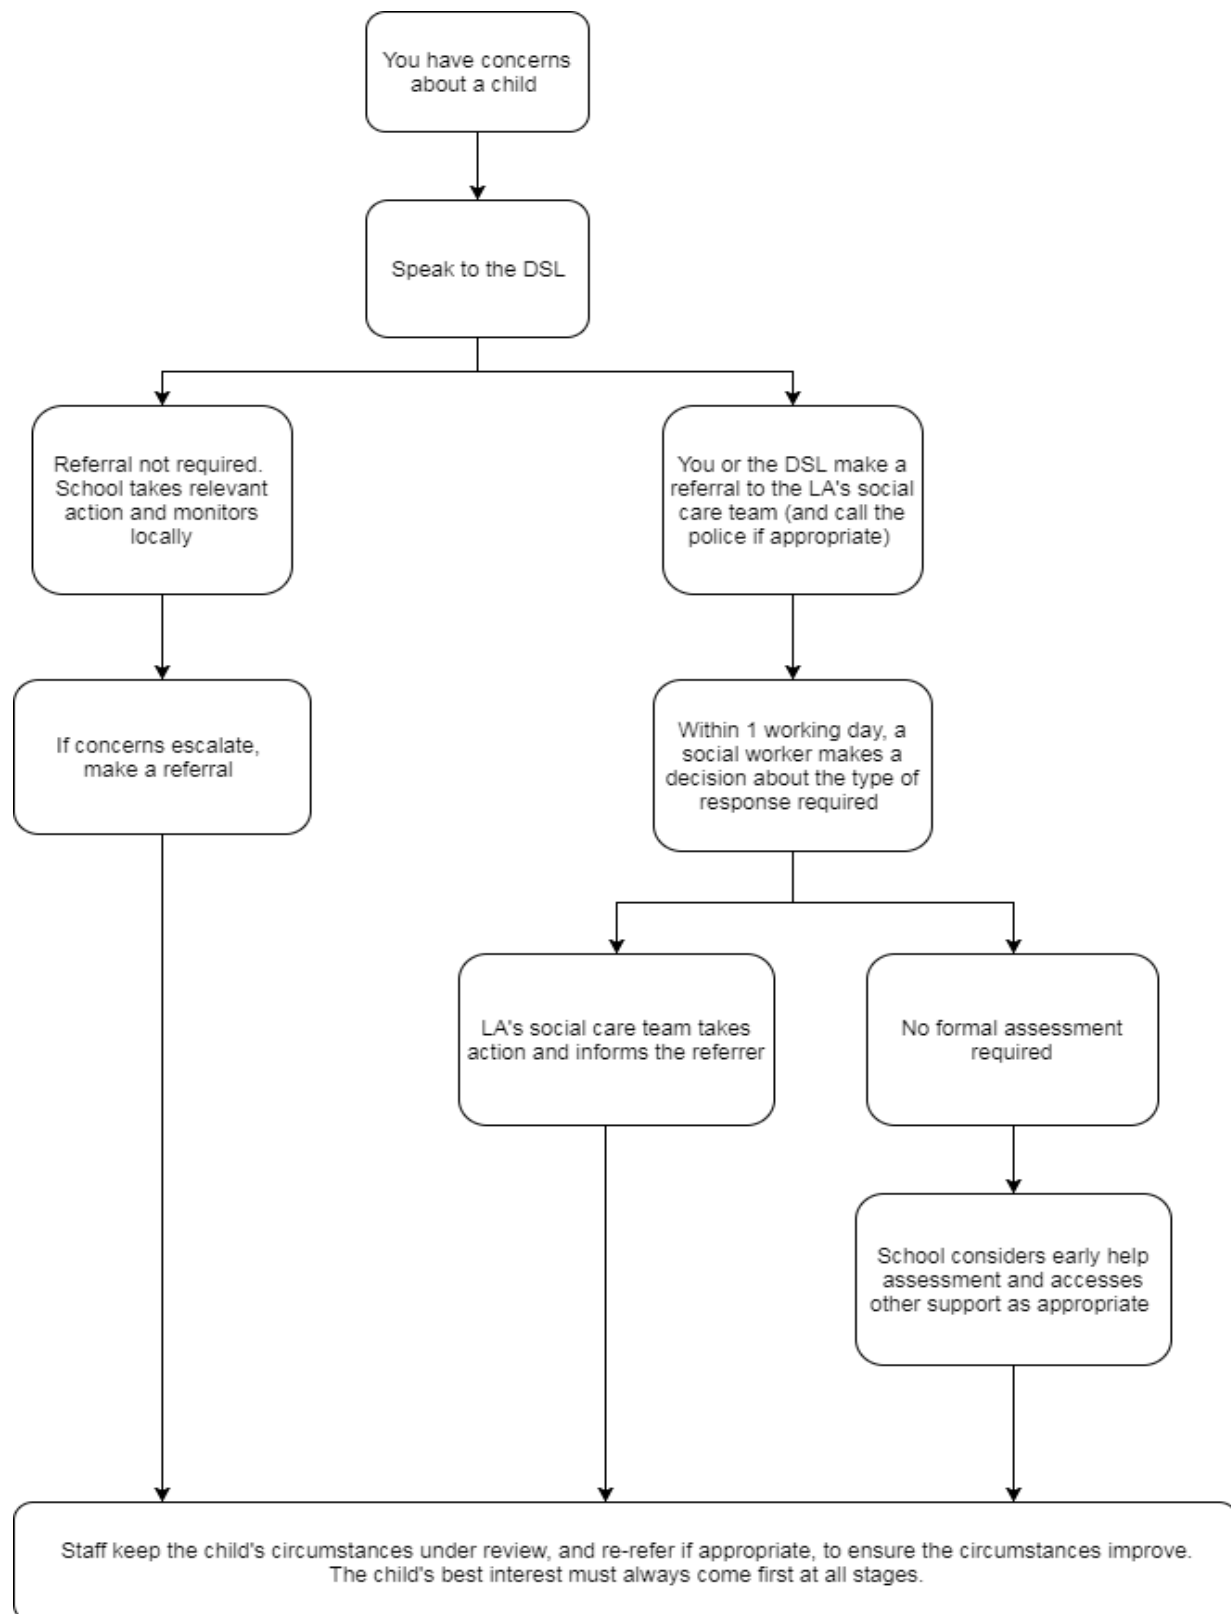 You have concerns
about a child
Speak to the DSL
Referral not required.
School takes relevant
action and monitors
locally
You or the DSL make a
referral to the LA's social
care team (and call the
police if appropriate)
If concerns escalate,
make a referral
Within 1 working day, a
social worker makes a
decision about the type of
response required
LA's social care team takes
action and informs the referrer
No formal assessment
required
School considers early help
assessment and accesses
other support as appropriate
Staff keep the child's circumstances under review, and re-refer if appropriate, to ensure the circumstances improve.
The child's best interest must always come first at all stages.